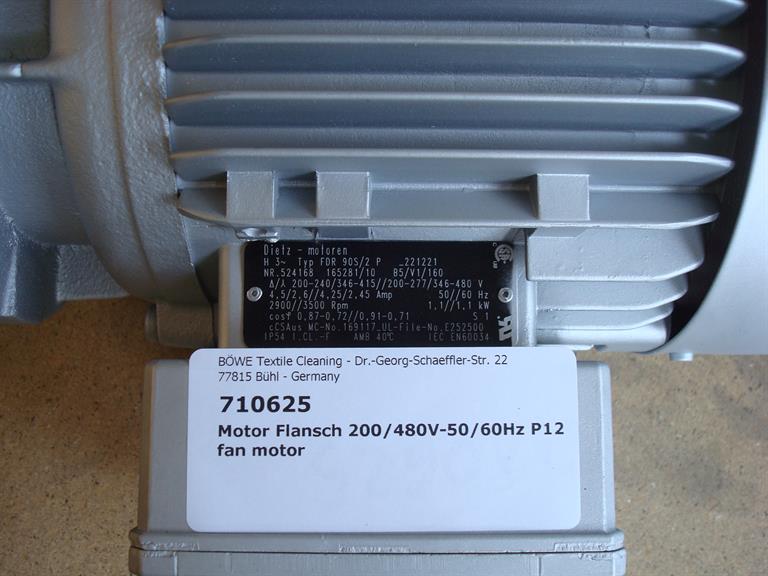 Dietz - motoren
H 3~ Typ FDR 90S/2 P _221221
NR.524168 165281/10 B5/V1/160
Δ/⅄ 200-240/346-415//200-277/346-480 V
4,5/2,6//4,25/2,45 Amp 50//60 Hz
2900//3500 Rpm 1,1//1,1 kW
cosf 0,87-0,72//0,91-0,71 S 1
cCSAus MC-No.169117_UL-File-No.E252500
IP54 I.CL.-F AMB 40°C IEC EN60034
BÖWE Textile Cleaning - Dr.-Georg-Schaeffler-Str. 22
77815 Bühl - Germany
710625
Motor Flansch 200/480V-50/60Hz P12
fan motor